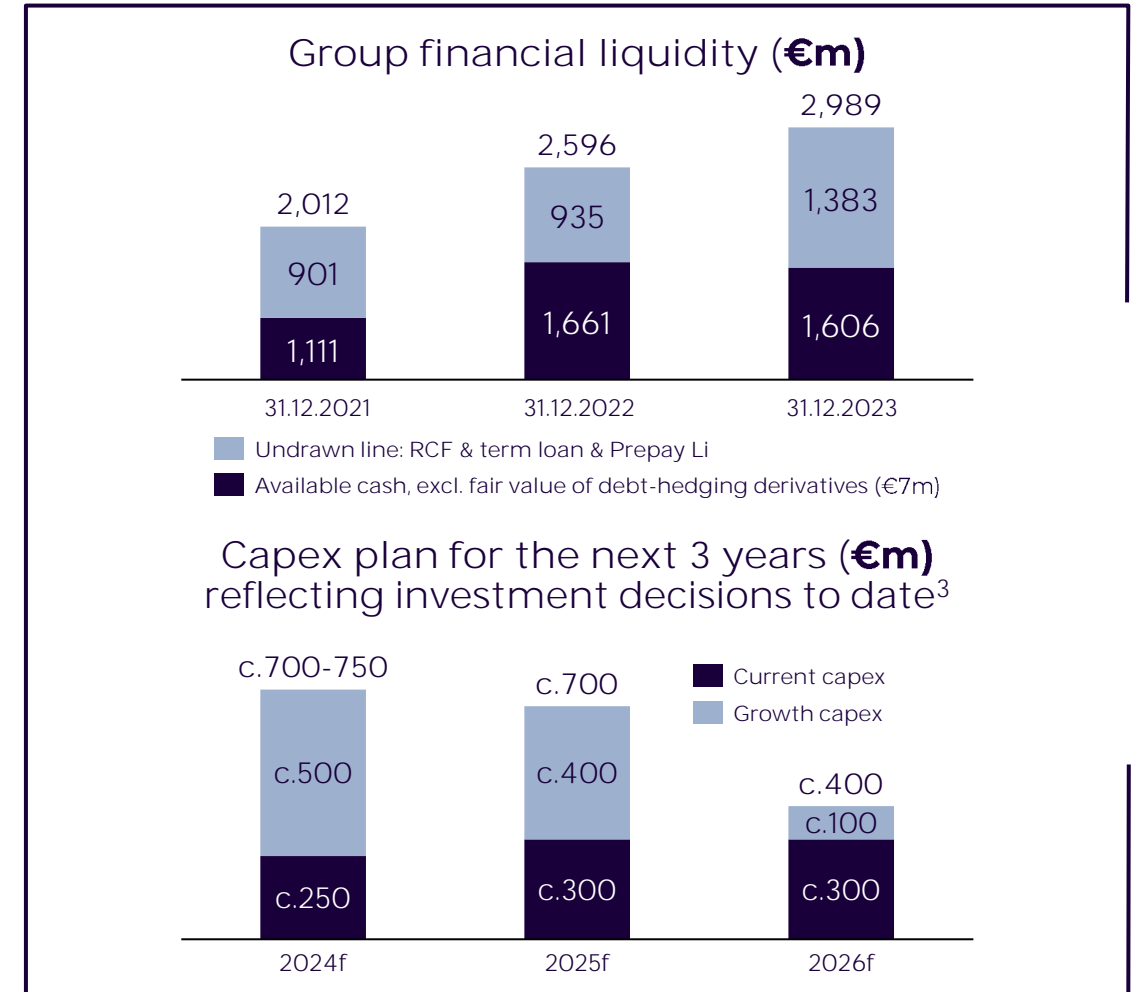 Group financial liquidity (€m)
2,012
2,596
2,989
901
935
1,383
1,111
1,661
1,606
31.12.2021
31.12.2022
31.12.2023
Undrawn line: RCF & term loan & Prepay Li
Available cash, excl. fair value of debt-hedging derivatives (€7m)
Capex plan for the next 3 years (€m)
reflecting investment decisions to date³
c.700-750
c.700
c.400
Current capex
Growth capex
c.500
c.400
c.100
c.250
c.300
c.300
2024f
2025f
2026f